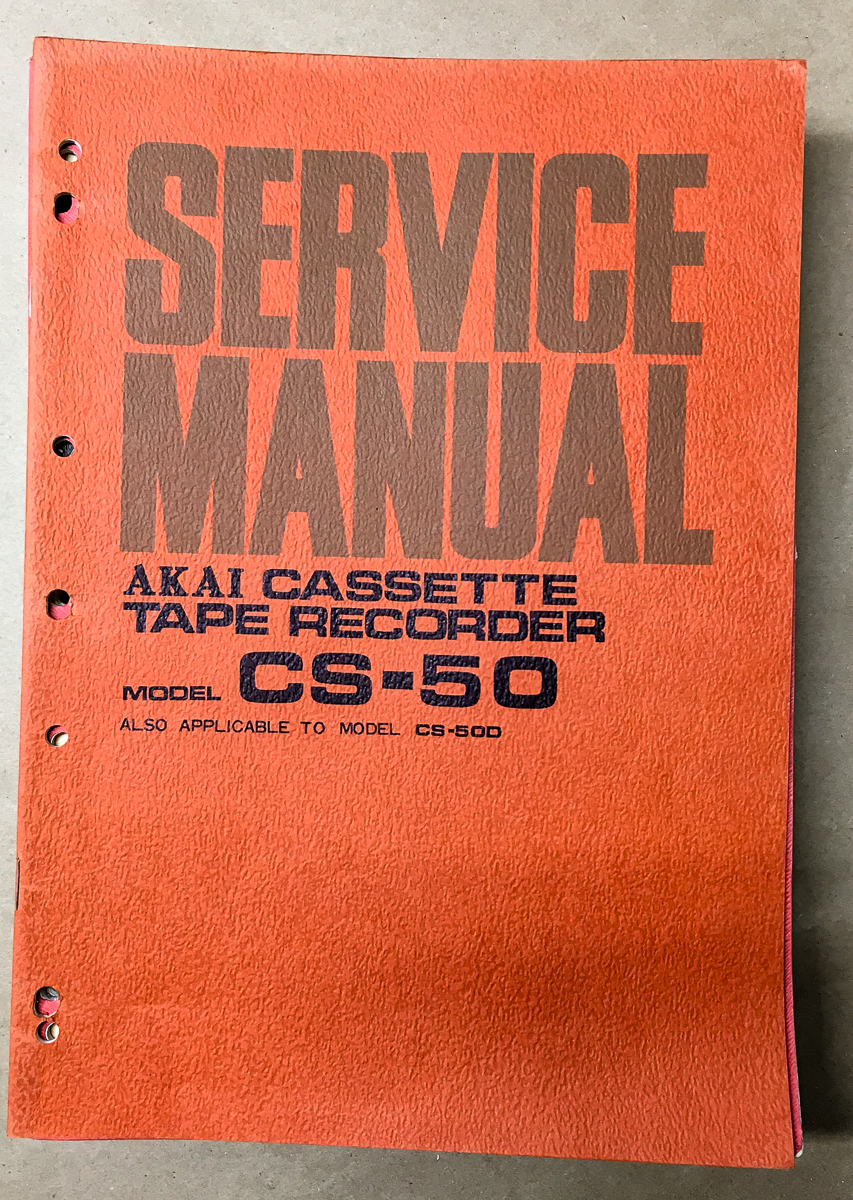 SERVICE
MANUAL
AKAI CASSETTE
TAPE RECORDER
MODEL CS-50
ALSO APPLICABLE TO MODEL CS-50D